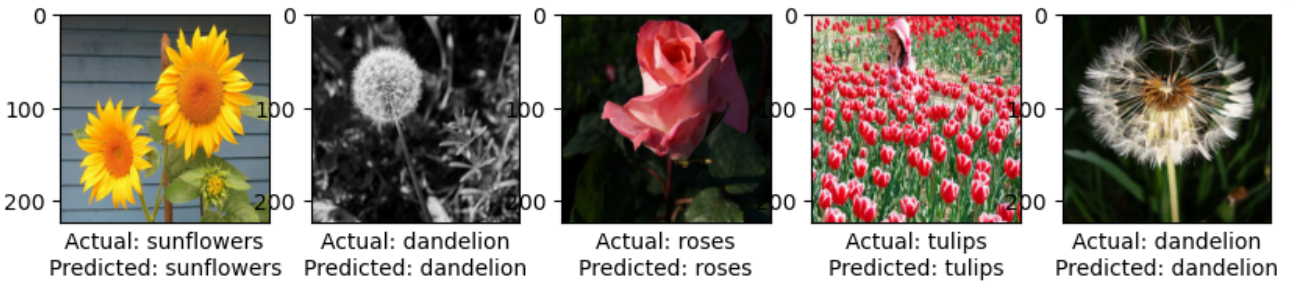 0
100
200
Actual: sunflowers
Predicted: sunflowers
0
100
200
Actual: dandelion
Predicted: dandelion
0
100
200
Actual: roses
Predicted: roses
0
100
200
Actual: tulips
Predicted: tulips
0
100
200
Actual: dandelion
Predicted: dandelion